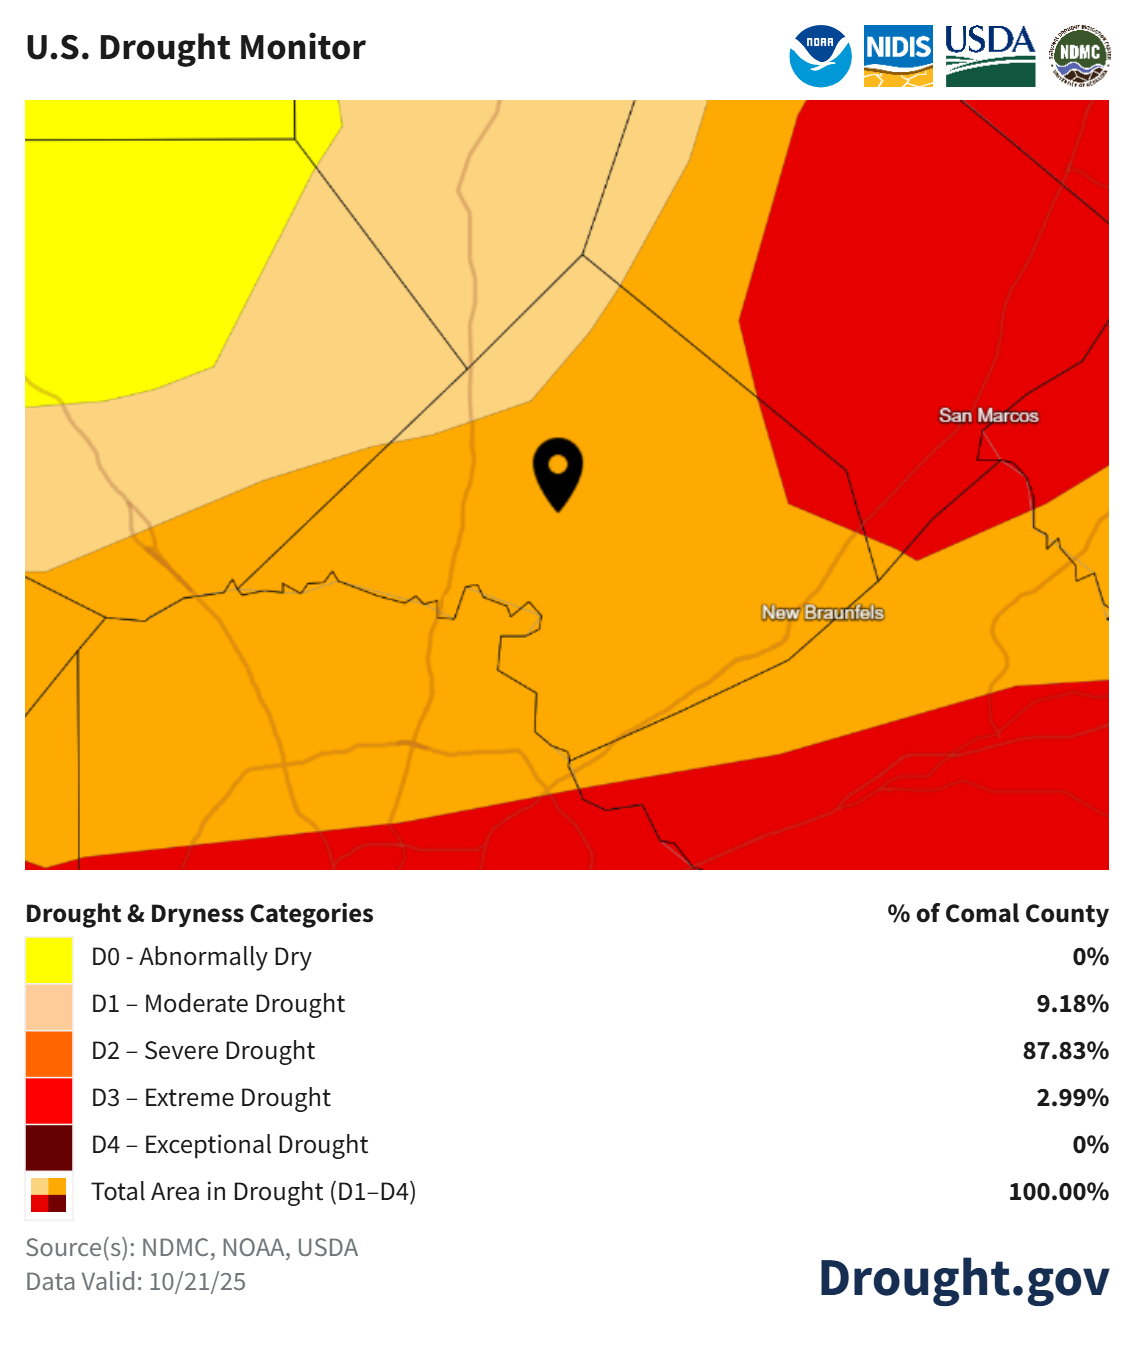 U.S. Drought Monitor
NOAA
NIDIS
USDA
NDMC
San Marcos
New Braunfels
Drought & Dryness Categories % of Comal County
D0 - Abnormally Dry 0%
D1 – Moderate Drought 9.18%
D2 – Severe Drought 87.83%
D3 – Extreme Drought 2.99%
D4 – Exceptional Drought 0%
Total Area in Drought (D1–D4) 100.00%
Source(s): NDMC, NOAA, USDA
Data Valid: 10/21/25
Drought.gov